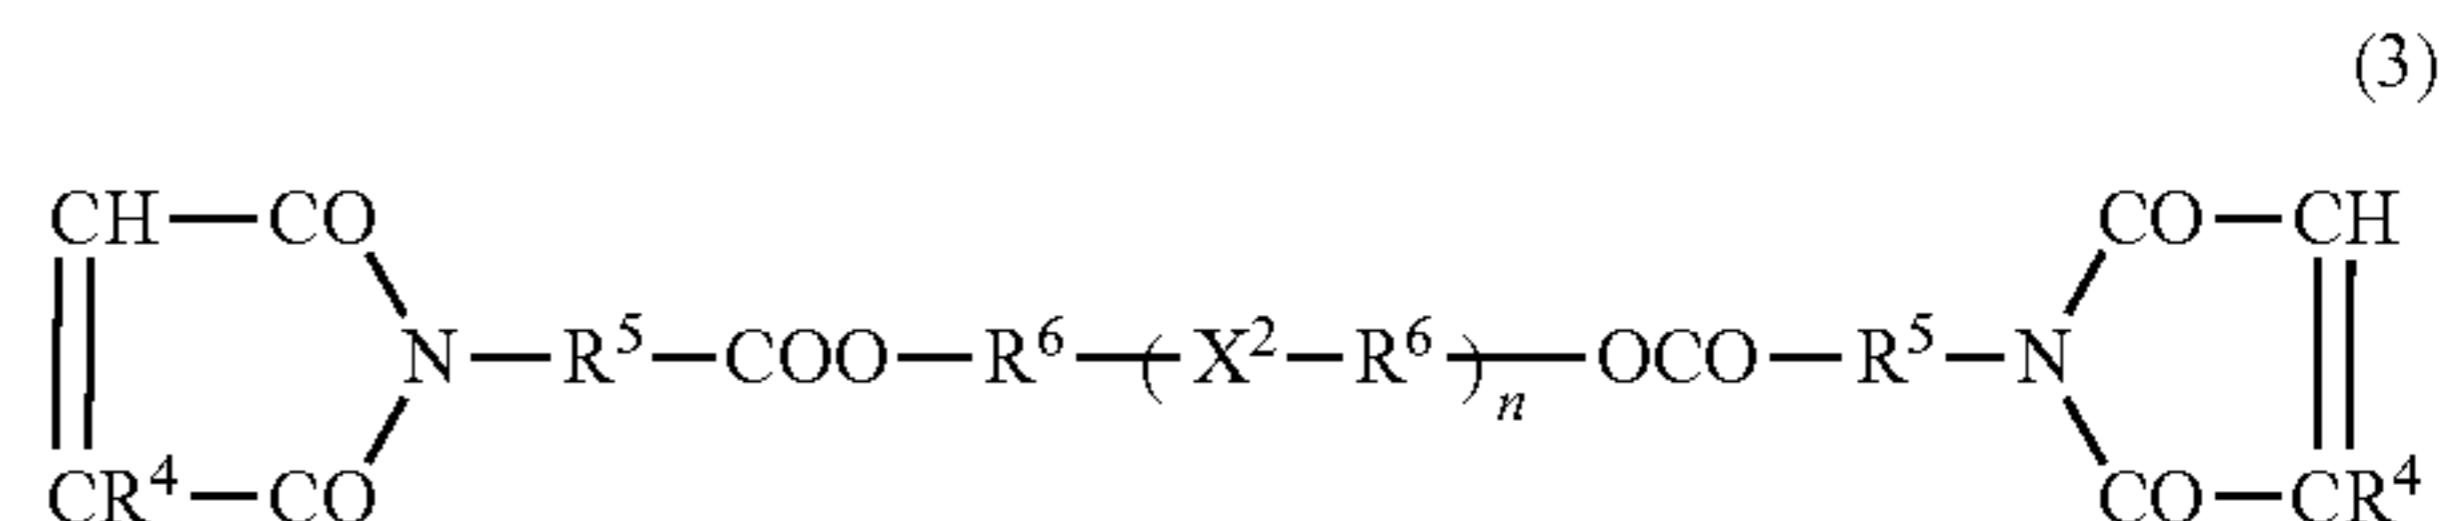 (3)
CH—CO CO—CH
N—R⁵—COO—R⁶—(X²—R⁶)ₙ—OCO—R⁵—N
CR⁴—CO CO—CR⁴